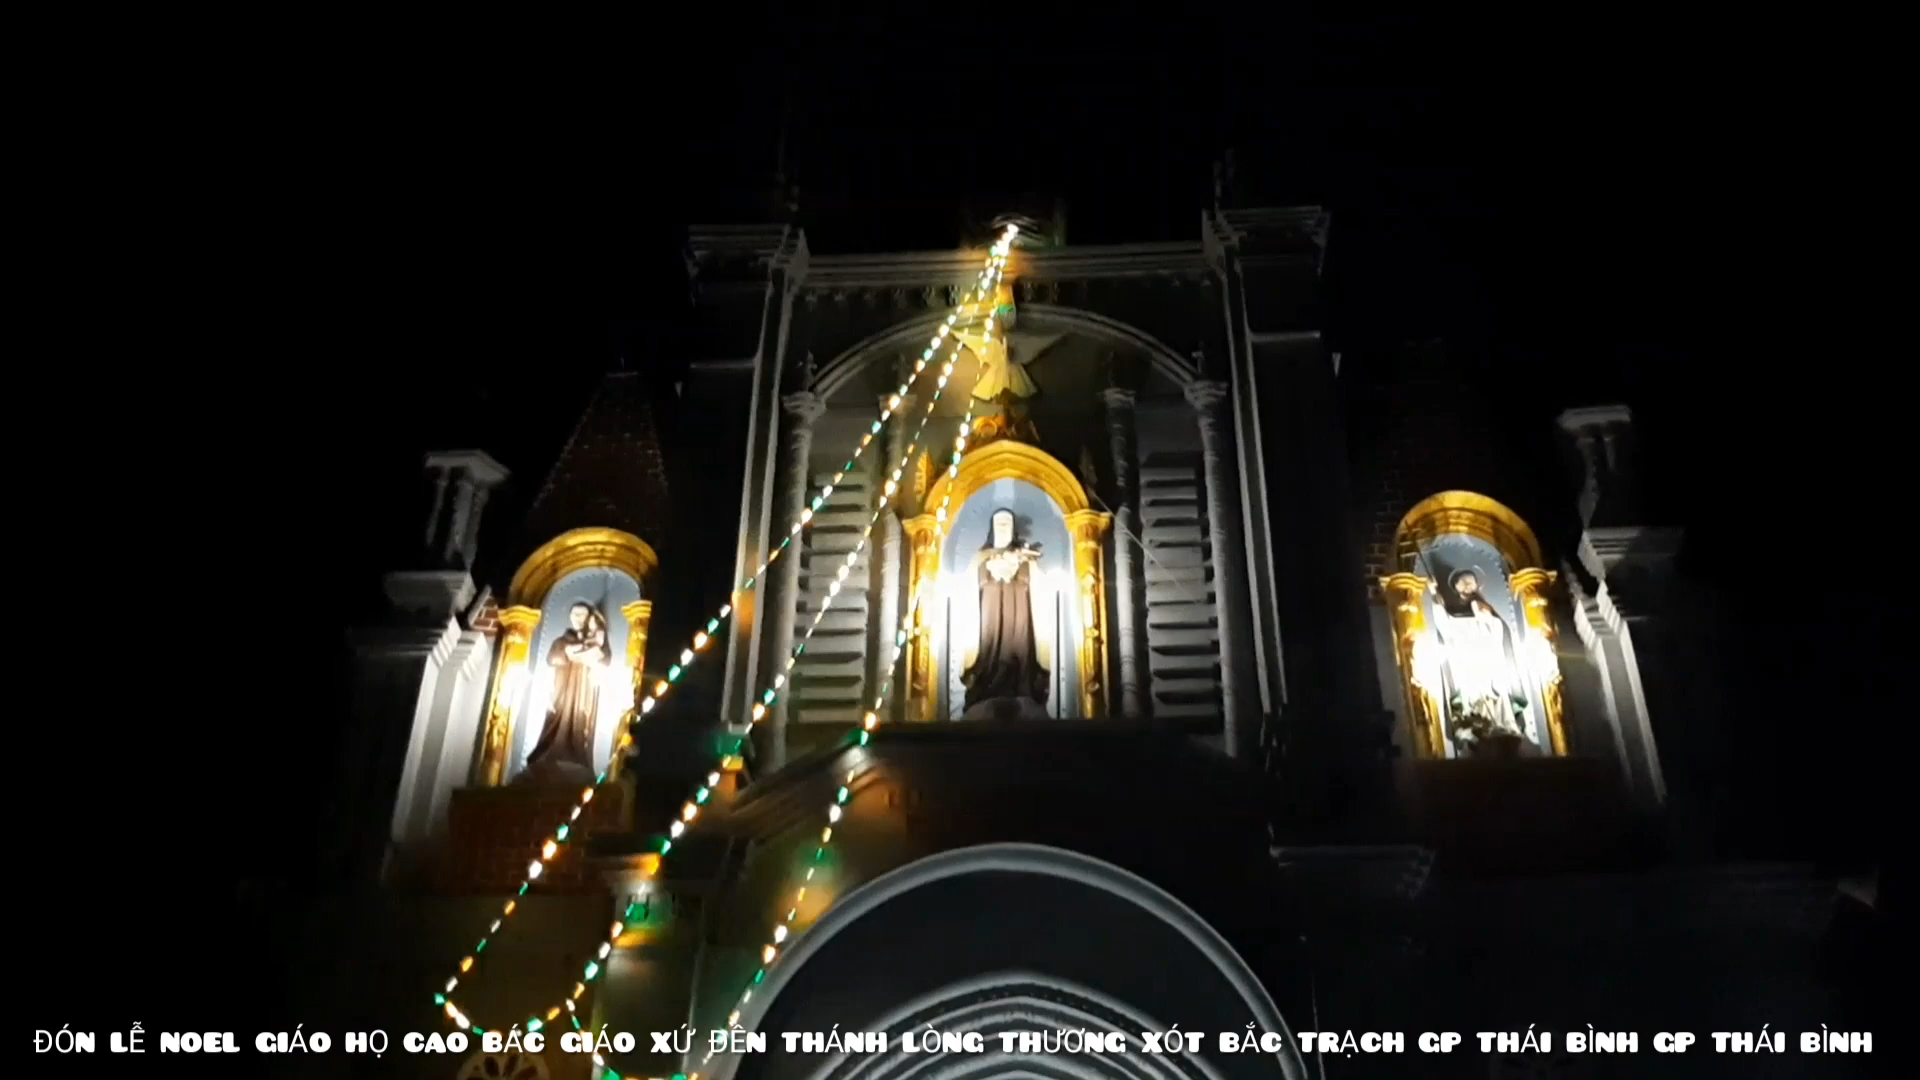 ĐÓN LỄ NOEL GIÁO HỌ CAO BÁC GIÁO XỨ ĐỀN THÁNH LÒNG THƯƠNG XÓT BẮC TRẠCH GP THÁI BÌNH GP THÁI BÌNH